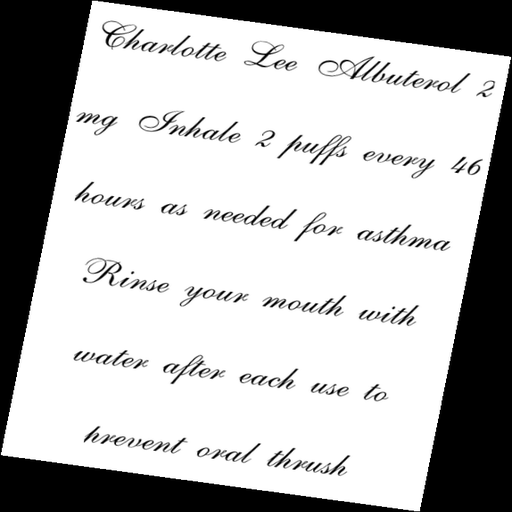 Charlotte Lee Albuterol 2
mg Inhale 2 puffs every 46
hours as needed for asthma
Rinse your mouth with
water after each use to
prevent oral thrush